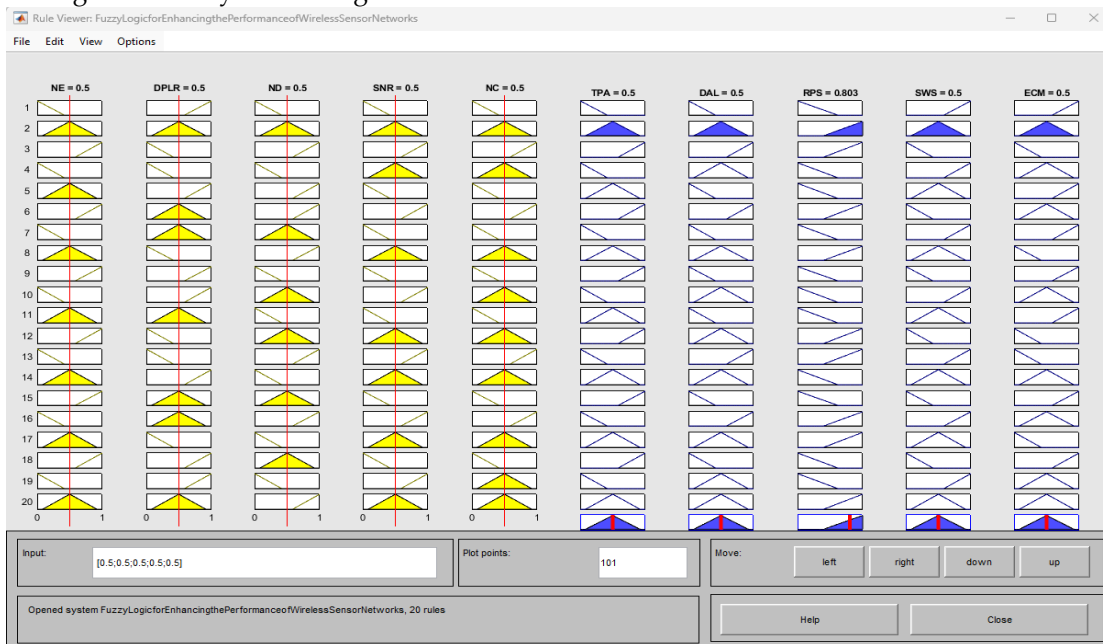 Rule Viewer: FuzzyLogicforEnhancingthePerformanceofWirelessSensorNetworks
File Edit View Options
NE = 0.5 DPLR = 0.5 ND = 0.5 SNR = 0.5 NC = 0.5 TPA = 0.5 DAL = 0.5 RPS = 0.803 SWS = 0.5 ECM = 0.5
1
2
3
4
5
6
7
8
9
10
11
12
13
14
15
16
17
18
19
20
0 1 0 1 0 1 0 1 0 1
Input: [0.5;0.5;0.5;0.5;0.5] Plot points: 101 Move: left right down up
Opened system FuzzyLogicforEnhancingthePerformanceofWirelessSensorNetworks, 20 rules
Help Close